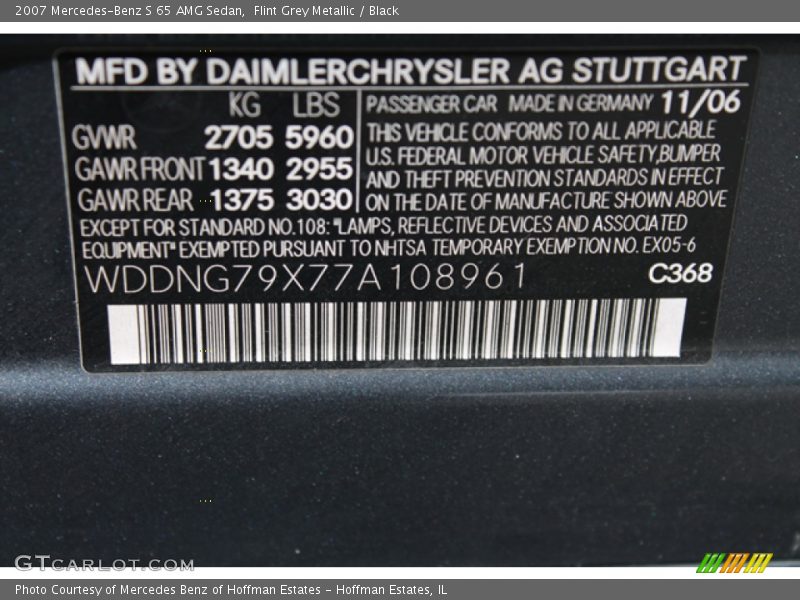 2007 Mercedes-Benz S 65 AMG Sedan,  Flint Grey Metallic / Black
MFD BY DAIMLERCHRYSLER AG STUTTGART
KG LBS
GVWR 2705 5960
GAWR FRONT 1340 2955
GAWR REAR 1375 3030
PASSENGER CAR MADE IN GERMANY 11/06
THIS VEHICLE CONFORMS TO ALL APPLICABLE
U.S. FEDERAL MOTOR VEHICLE SAFETY,BUMPER
AND THEFT PREVENTION STANDARDS IN EFFECT
ON THE DATE OF MANUFACTURE SHOWN ABOVE
EXCEPT FOR STANDARD NO.108: "LAMPS, REFLECTIVE DEVICES AND ASSOCIATED
EQUIPMENT" EXEMPTED PURSUANT TO NHTSA TEMPORARY EXEMPTION NO. EX05-6
WDDNG79X77A108961 C368
GTCARLOT.COM
Photo Courtesy of Mercedes Benz of Hoffman Estates - Hoffman Estates, IL